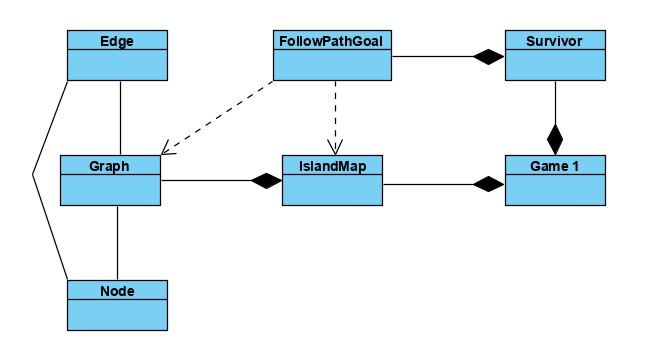 Edge
FollowPathGoal
Survivor
Graph
IslandMap
Game 1
Node